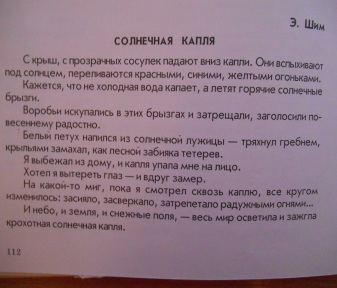 Э. Шим
СОЛНЕЧНАЯ КАПЛЯ
С крыш, с прозрачных сосулек падают вниз капли. Они вспыхивают
под солнцем, переливаются красными, синими, желтыми огоньками.
Кажется, что не холодная вода капает, а летят горячие солнечные
брызги.
Воробьи искупались в этих брызгах и затрещали, заголосили по-
весеннему радостно.
Белый петух напился из солнечной лужицы — тряхнул гребнем,
крыльями замахал, как лесной забияка тетерев.
Я выбежал из дому, и капля упала мне на лицо.
Хотел я вытереть глаз — и вдруг замер.
На какой-то миг, пока я смотрел сквозь каплю, все кругом
изменилось: засияло, засверкало, затрепетало радужными огнями...
И небо, и земля, и снежные поля, — весь мир осветила и зажгла
крохотная солнечная капля.
112